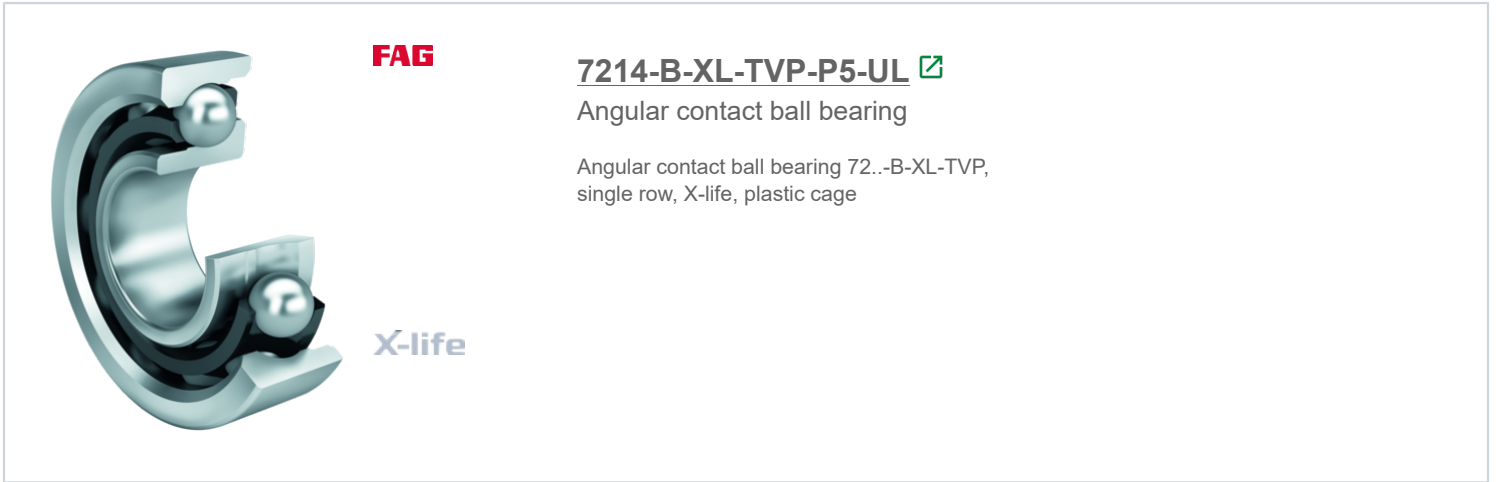 FAG
7214-B-XL-TVP-P5-UL
Angular contact ball bearing
Angular contact ball bearing 72..-B-XL-TVP,
single row, X-life, plastic cage
X-life